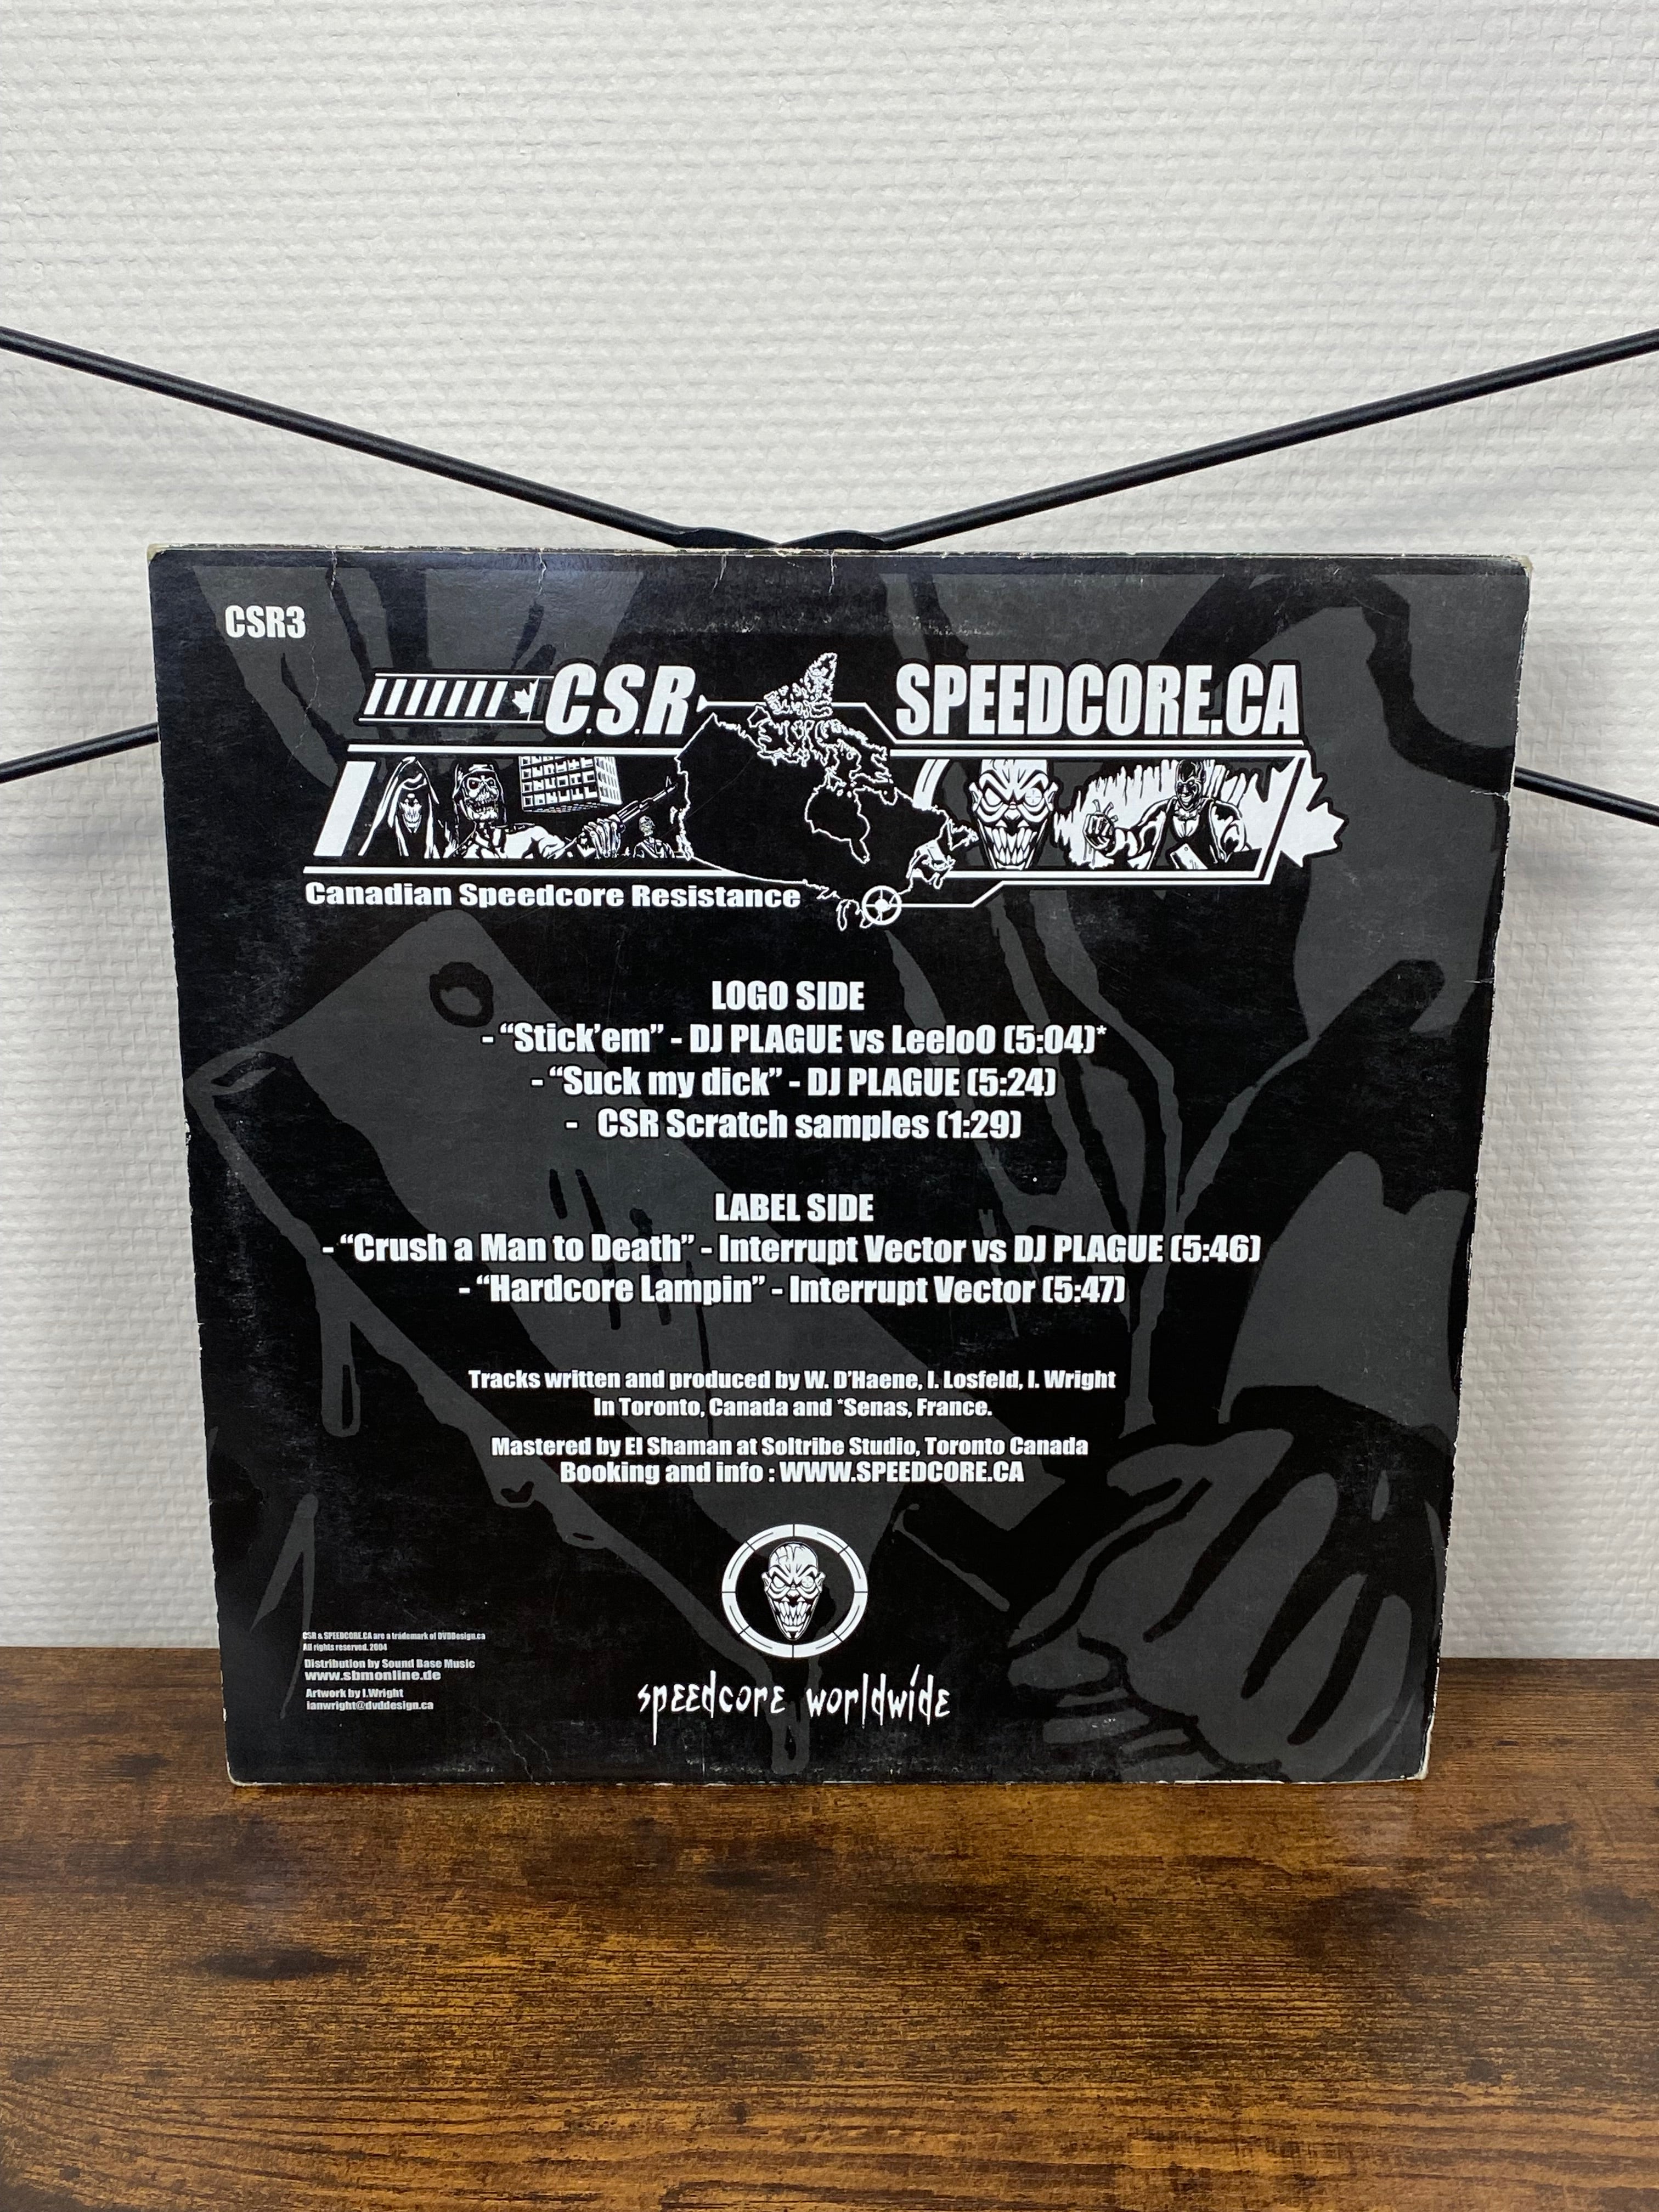 CSR3
C.S.R SPEEDCORE.CA
Canadian Speedcore Resistance
LOGO SIDE
- “Stick’em” - DJ PLAGUE vs LeeloO (5:04)*
- “Suck my dick” - DJ PLAGUE (5:24)
- CSR Scratch samples (1:29)
LABEL SIDE
- “Crush a Man to Death” - Interrupt Vector vs DJ PLAGUE (5:46)
- “Hardcore Lampin” - Interrupt Vector (5:47)
Tracks written and produced by W. D’Haene, I. Losfeld, I. Wright
In Toronto, Canada and *Senas, France.
Mastered by El Shaman at Soltribe Studio, Toronto Canada
Booking and info : WWW.SPEEDCORE.CA
CSR & SPEEDCORE.CA are a trademark of DVDDesign.ca
All rights reserved. 2004
Distribution by Sound Base Music
www.sbmonline.de
Artwork by I.Wright
ianwright@dvddesign.ca
speedcore worldwide